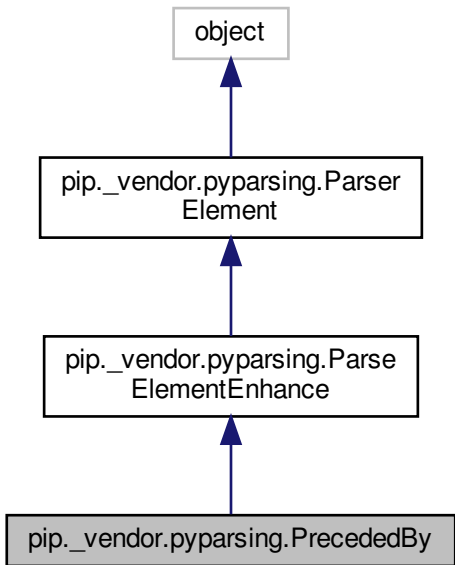 object
pip._vendor.pyparsing.Parser
Element
pip._vendor.pyparsing.Parse
ElementEnhance
pip._vendor.pyparsing.PrecededBy